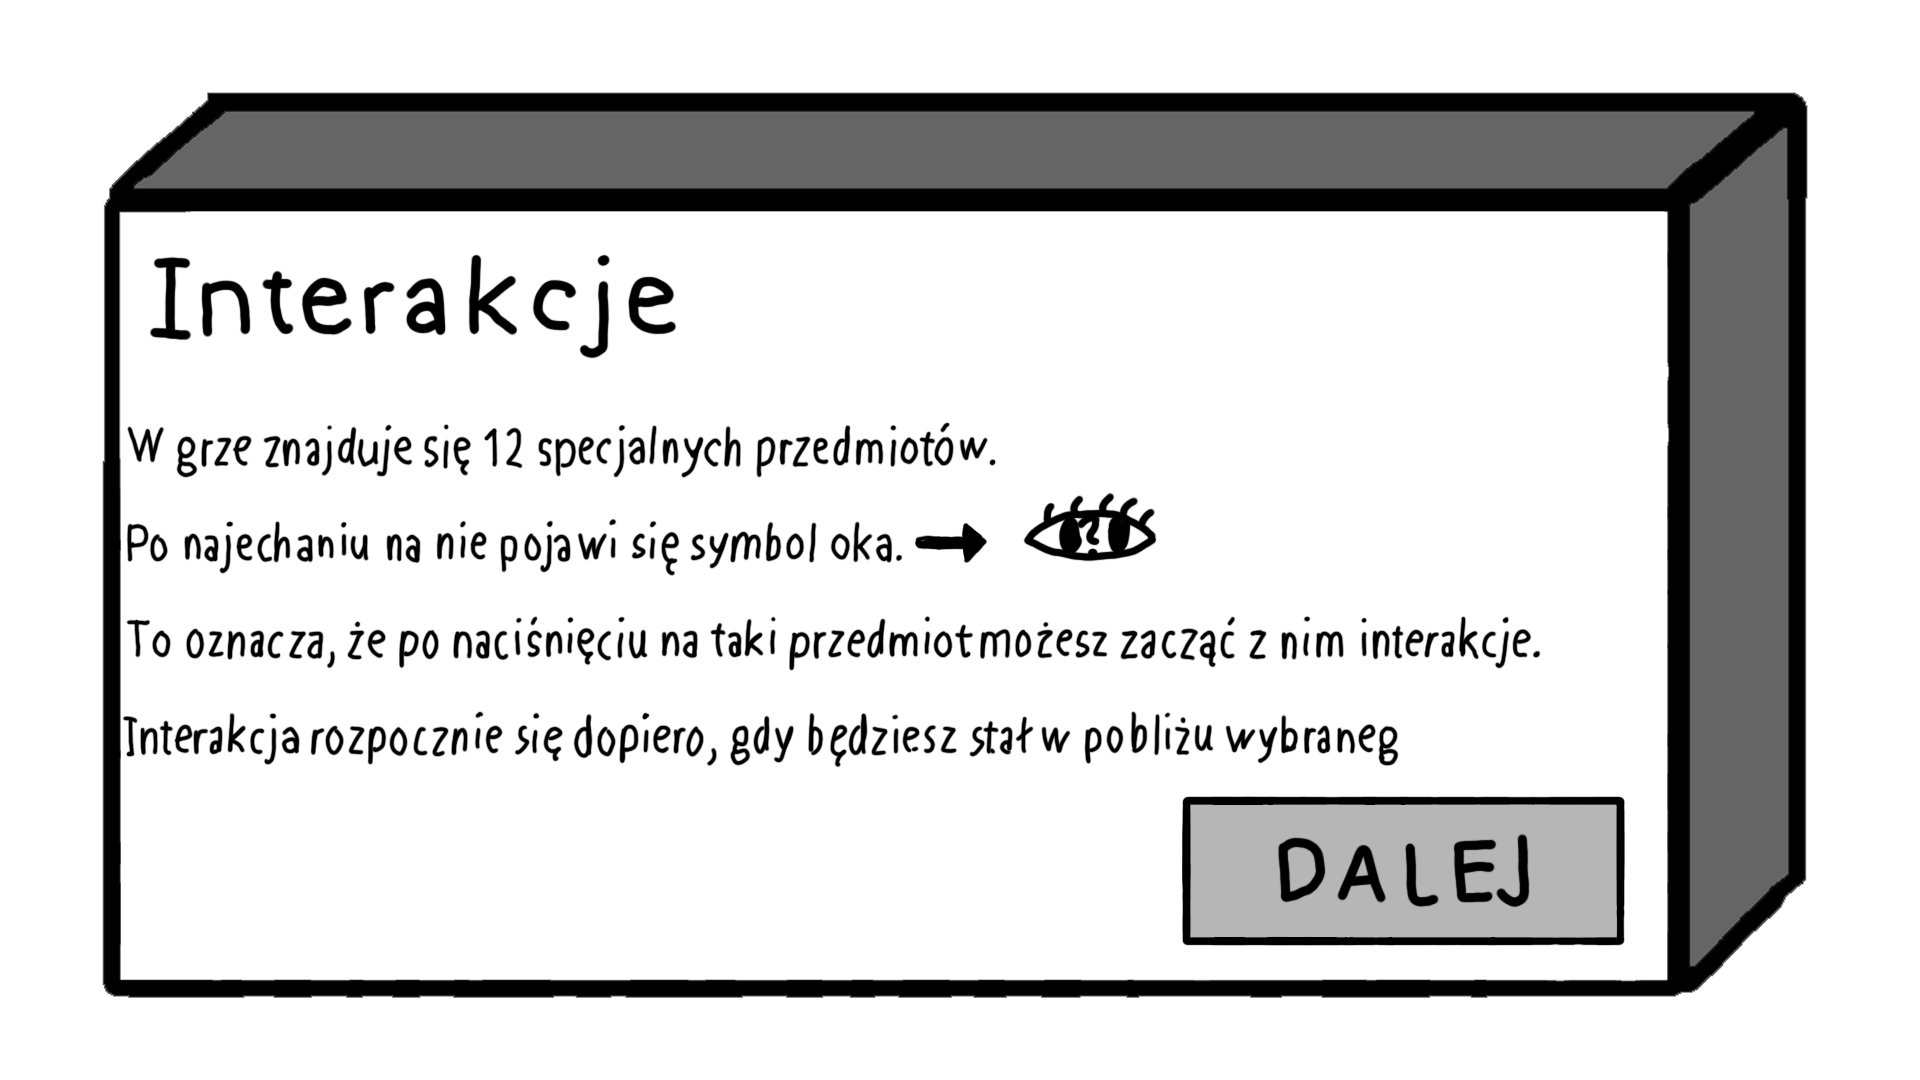 Interakcje
W grze znajduje się 12 specjalnych przedmiotów.
Po najechaniu na nie pojawi się symbol oka.
?
To oznacza, że po naciśnięciu na taki przedmiot możesz zacząć z nim interakcje.
Interakcja rozpocznie się dopiero, gdy będziesz stał w pobliżu wybraneg
DALEJ